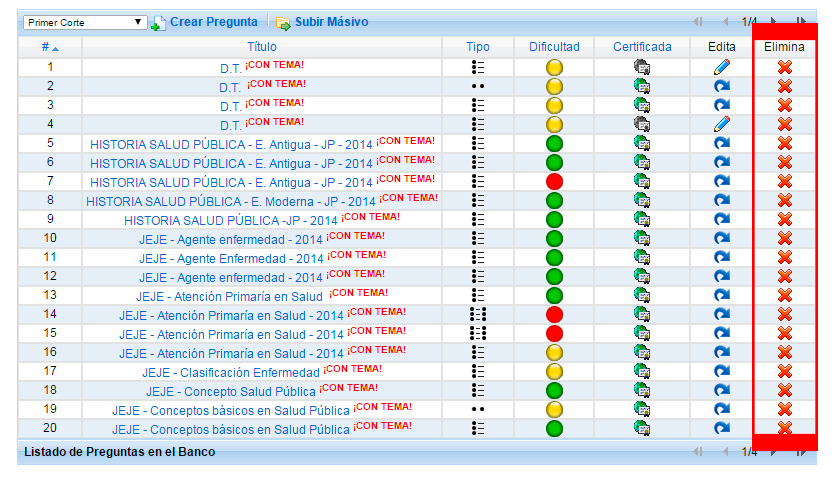 Primer Corte Crear Pregunta Subir Másivo 1/4
# Título Tipo Dificultad Certificada Edita Elimina
1 D.T. ¡CON TEMA!
2 D.T. ¡CON TEMA!
3 D.T. ¡CON TEMA!
4 D.T. ¡CON TEMA!
5 HISTORIA SALUD PÚBLICA - E. Antigua - JP - 2014 ¡CON TEMA!
6 HISTORIA SALUD PÚBLICA - E. Antigua - JP - 2014 ¡CON TEMA!
7 HISTORIA SALUD PÚBLICA - E. Antigua - JP - 2014 ¡CON TEMA!
8 HISTORIA SALUD PÚBLICA - E. Moderna - JP - 2014 ¡CON TEMA!
9 HISTORIA SALUD PÚBLICA -JP - 2014 ¡CON TEMA!
10 JEJE - Agente enfermedad - 2014 ¡CON TEMA!
11 JEJE - Agente Enfermedad - 2014 ¡CON TEMA!
12 JEJE - Agente enfermedad - 2014 ¡CON TEMA!
13 JEJE - Atención Primaría en Salud ¡CON TEMA!
14 JEJE - Atención Primaría en Salud - 2014 ¡CON TEMA!
15 JEJE - Atención Primaría en Salud - 2014 ¡CON TEMA!
16 JEJE - Atención Primaría en Salud - 2014 ¡CON TEMA!
17 JEJE - Clasificación Enfermedad ¡CON TEMA!
18 JEJE - Concepto Salud Pública ¡CON TEMA!
19 JEJE - Conceptos básicos en Salud Pública ¡CON TEMA!
20 JEJE - Conceptos básicos en Salud Pública ¡CON TEMA!
Listado de Preguntas en el Banco 1/4